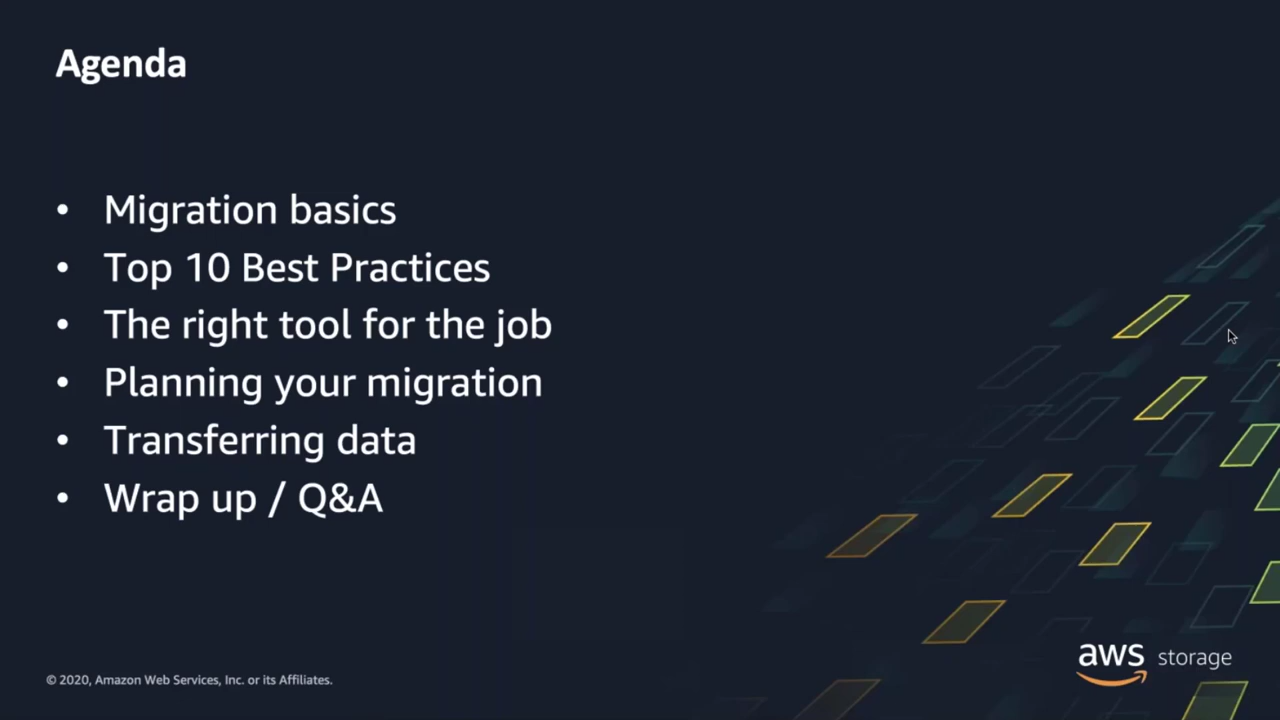 Agenda
• Migration basics
• Top 10 Best Practices
• The right tool for the job
• Planning your migration
• Transferring data
• Wrap up / Q&A
© 2020, Amazon Web Services, Inc. or its Affiliates.
aws storage